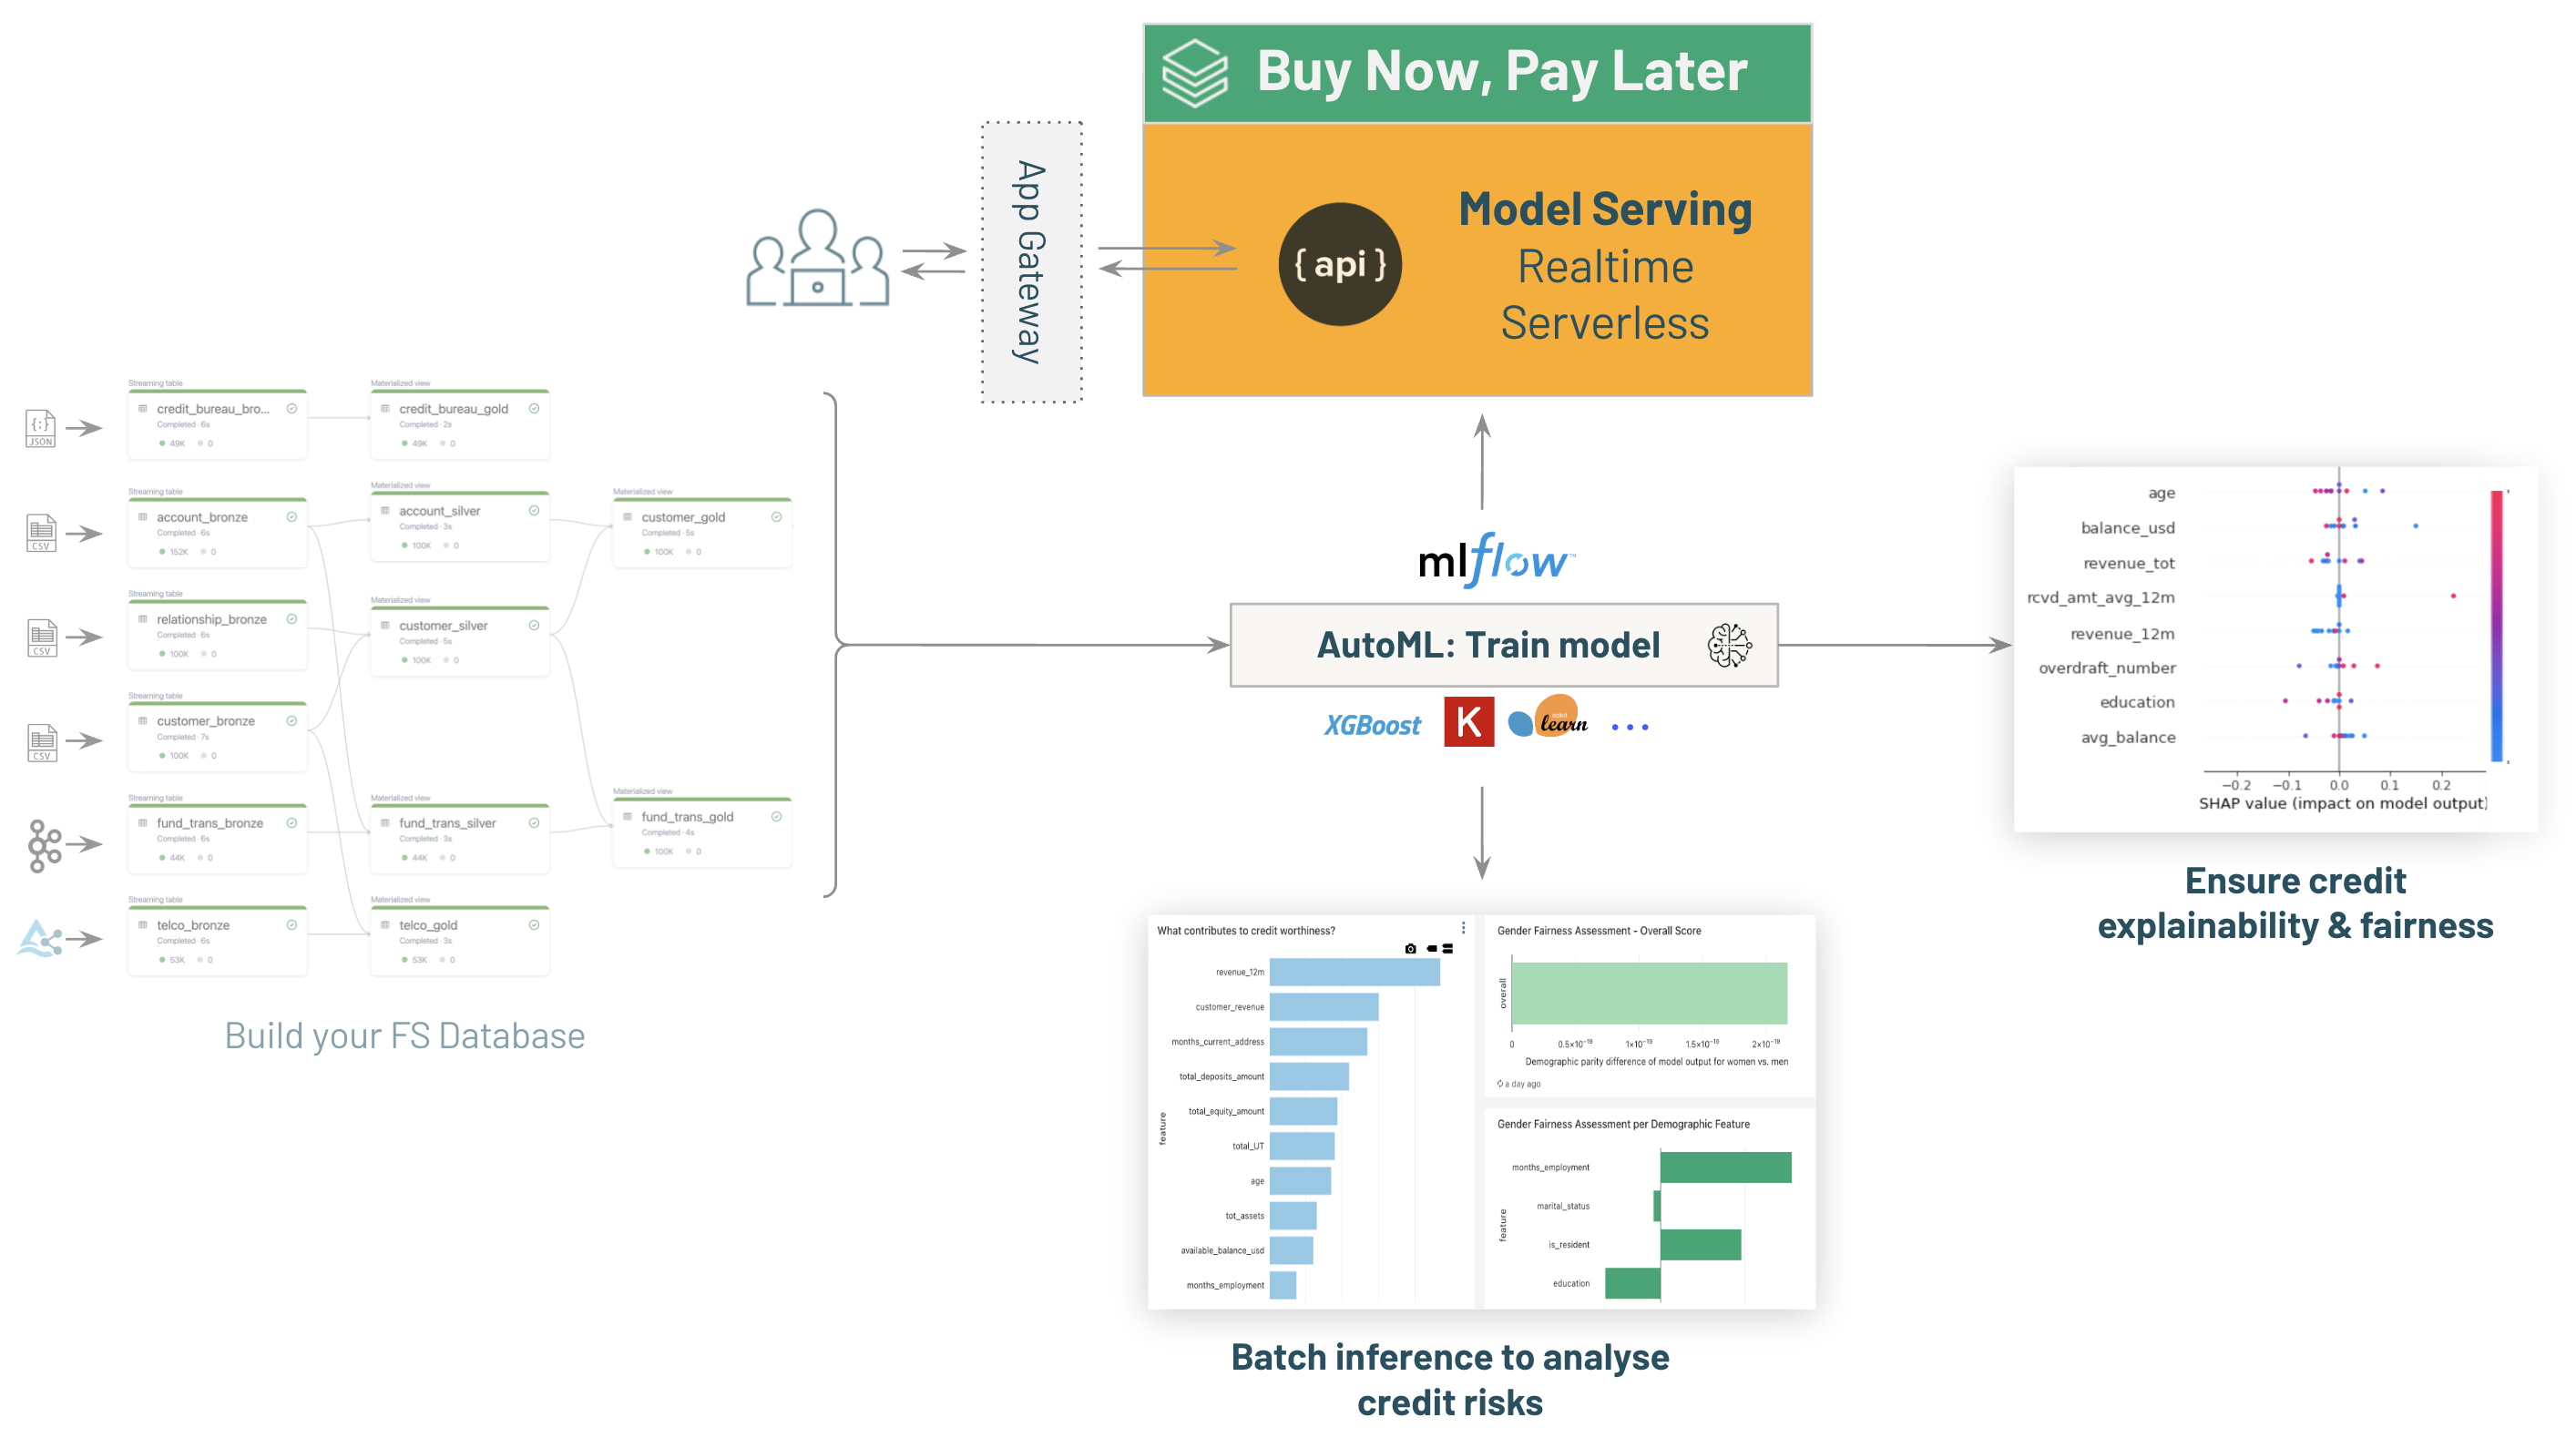 Buy Now, Pay Later
App Gateway
{ api }
Model Serving
Realtime
Serverless
{;}
JSON
Streaming table
credit_bureau_bro...
Completed · 6s
49K 0
Materialized view
credit_bureau_gold
Completed · 2s
49K 0
CSV
Streaming table
account_bronze
Completed · 6s
152K 0
Materialized view
account_silver
Completed · 3s
100K 0
Materialized view
customer_gold
Completed · 5s
100K 0
CSV
Streaming table
relationship_bronze
Completed · 6s
100K 0
Materialized view
customer_silver
Completed · 5s
100K 0
CSV
Streaming table
customer_bronze
Completed · 7s
100K 0
Streaming table
fund_trans_bronze
Completed · 6s
44K 0
Materialized view
fund_trans_silver
Completed · 3s
44K 0
Materialized view
fund_trans_gold
Completed · 4s
100K 0
Streaming table
telco_bronze
Completed · 6s
53K 0
Materialized view
telco_gold
Completed · 3s
53K 0
Build your FS Database
mlflow™
AutoML: Train model
XGBoost
K
scikit
learn
...
age
balance_usd
revenue_tot
rcvd_amt_avg_12m
revenue_12m
overdraft_number
education
avg_balance
−0.2 −0.1 0.0 0.1 0.2
SHAP value (impact on model output)
Ensure credit
explainability & fairness
What contributes to credit worthiness?
feature
revenue_12m
customer_revenue
months_current_address
total_deposits_amount
total_equity_amount
total_UT
age
tot_assets
available_balance_usd
months_employment
Gender Fairness Assessment - Overall Score
overall
0 0.5×10⁻¹⁹ 1×10⁻¹⁹ 1.5×10⁻¹⁹ 2×10⁻¹⁹
Demographic parity difference of model output for women vs. men
a day ago
Gender Fairness Assessment per Demographic Feature
feature
months_employment
marital_status
is_resident
education
Batch inference to analyse
credit risks